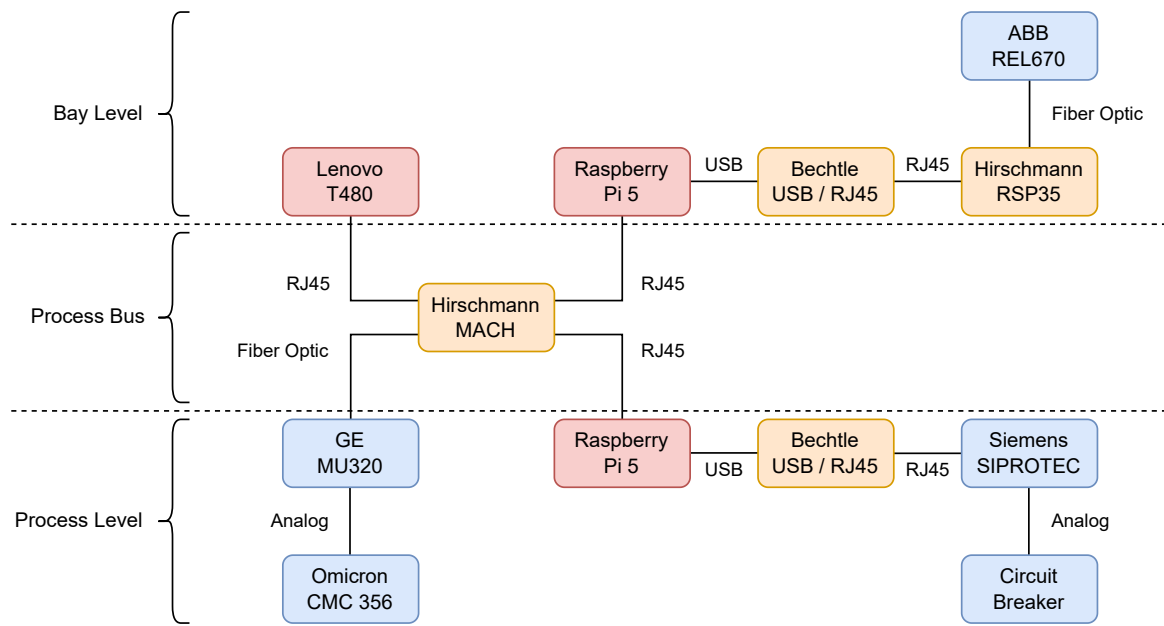 ABB
REL670
Bay Level
Fiber Optic
Lenovo
T480
Raspberry
Pi 5
USB
Bechtle
USB / RJ45
RJ45
Hirschmann
RSP35
RJ45
RJ45
Process Bus
Hirschmann
MACH
Fiber Optic
RJ45
GE
MU320
Raspberry
Pi 5
USB
Bechtle
USB / RJ45
RJ45
Siemens
SIPROTEC
Process Level
Analog
Analog
Omicron
CMC 356
Circuit
Breaker